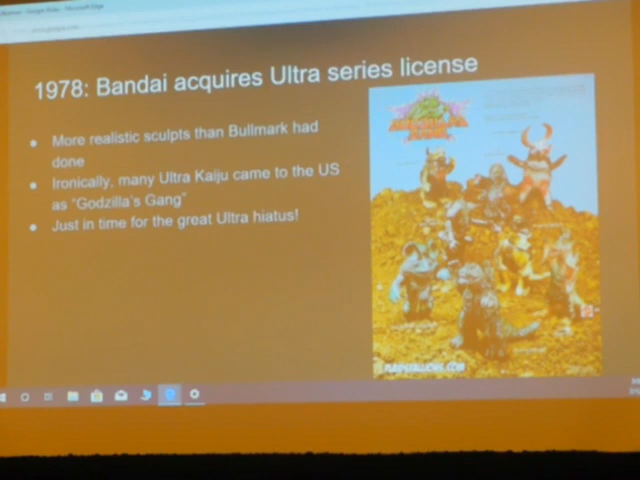 1978: Bandai acquires Ultra series license
• More realistic sculpts than Bullmark had
done
• Ironically, many Ultra Kaiju came to the US
as "Godzilla's Gang"
• Just in time for the great Ultra hiatus!